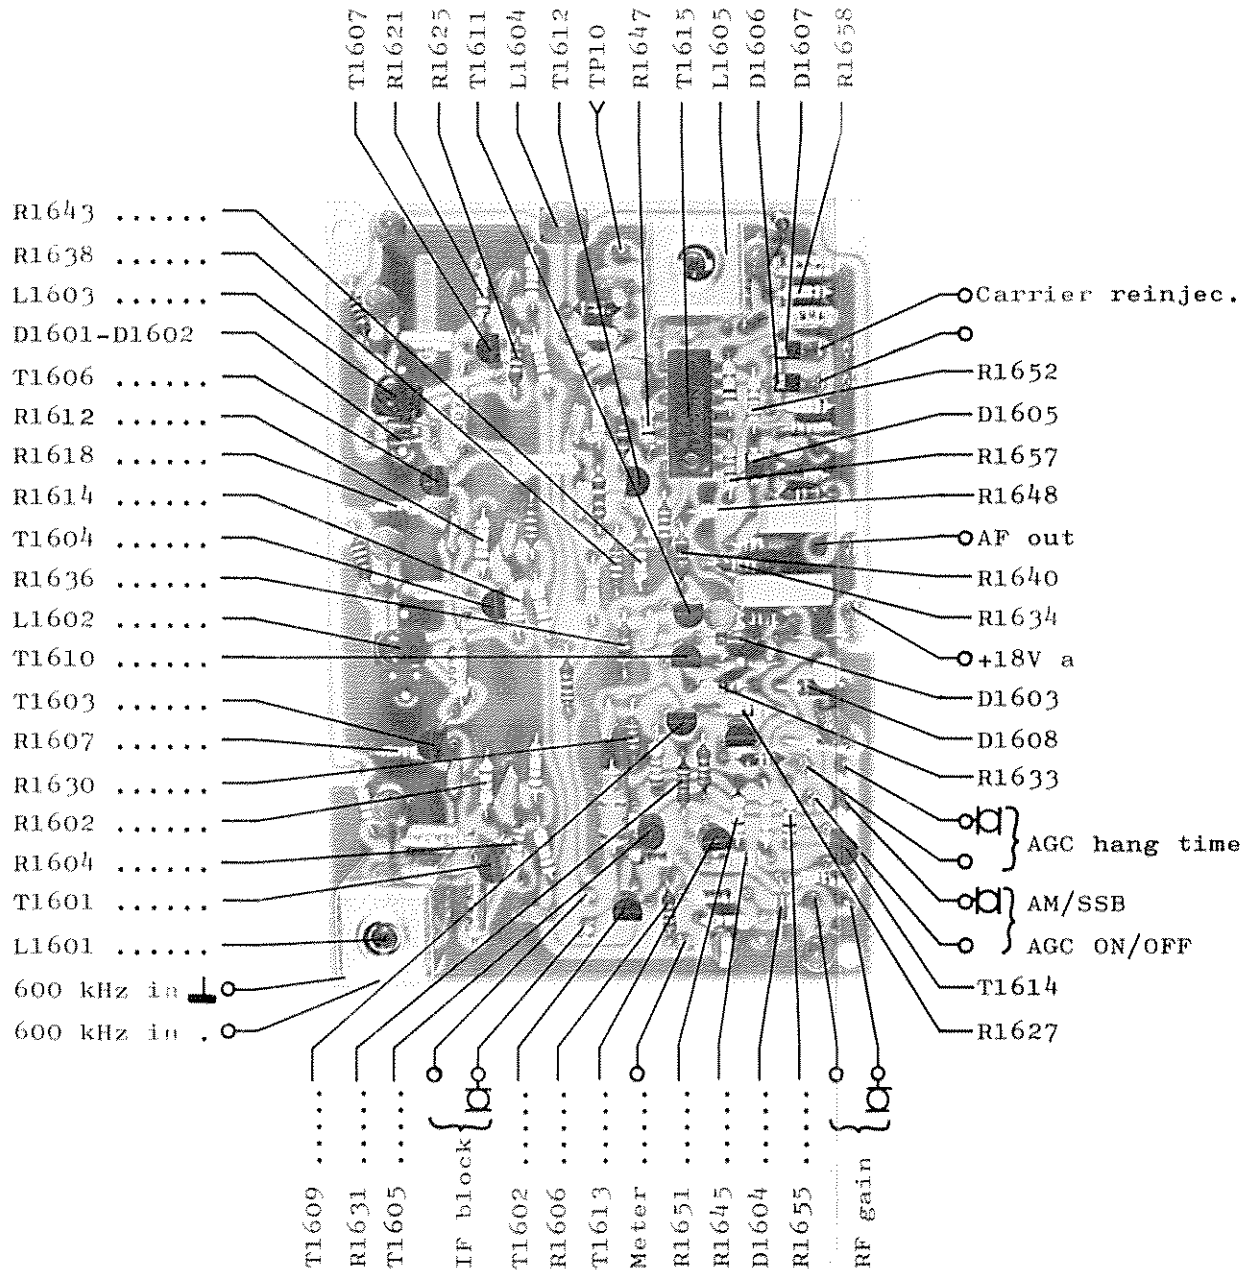 T1607
R1621
R1625
T1611
L1604
T1612
TP10
R1647
T1615
L1605
D1606
D1607
R1658
R1643 ......
R1638 ......
L1603 ......
D1601-D1602
T1606 ......
R1612 ......
R1618 ......
R1614 ......
T1604 ......
R1636 ......
L1602 ......
T1610 ......
T1603 ......
R1607 ......
R1630 ......
R1602 ......
R1604 ......
T1601 ......
L1601 ......
600 kHz in
600 kHz in .
Carrier reinjec.
R1652
D1605
R1657
R1648
AF out
R1640
R1634
+18V a
D1603
D1608
R1633
AGC hang time
AM/SSB
AGC ON/OFF
T1614
R1627
T1609 ......
R1631 ......
T1605 ......
IF block
T1602 ......
R1606 ......
T1613 ......
Meter ......
R1651 ......
R1645 ......
D1604 ......
R1655 ......
RF gain